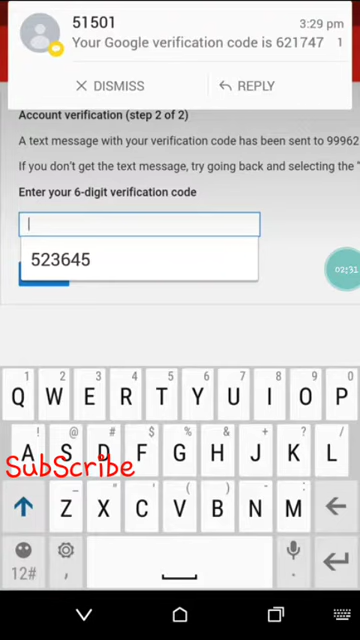 51501
3:29 pm
Your Google verification code is 621747 1
DISMISS
REPLY
Account verification (step 2 of 2)
A text message with your verification code has been sent to 99962
If you don't get the text message, try going back and selecting the "
Enter your 6-digit verification code
523645
02:31
1 2 3 4 5 6 7 8 9 0
Q W E R T Y U I O P
! @ # $ % & + ? /
A S D F G H J K L
SubScribe
" * ( ) - : ;
Z X C V B N M
12# , .